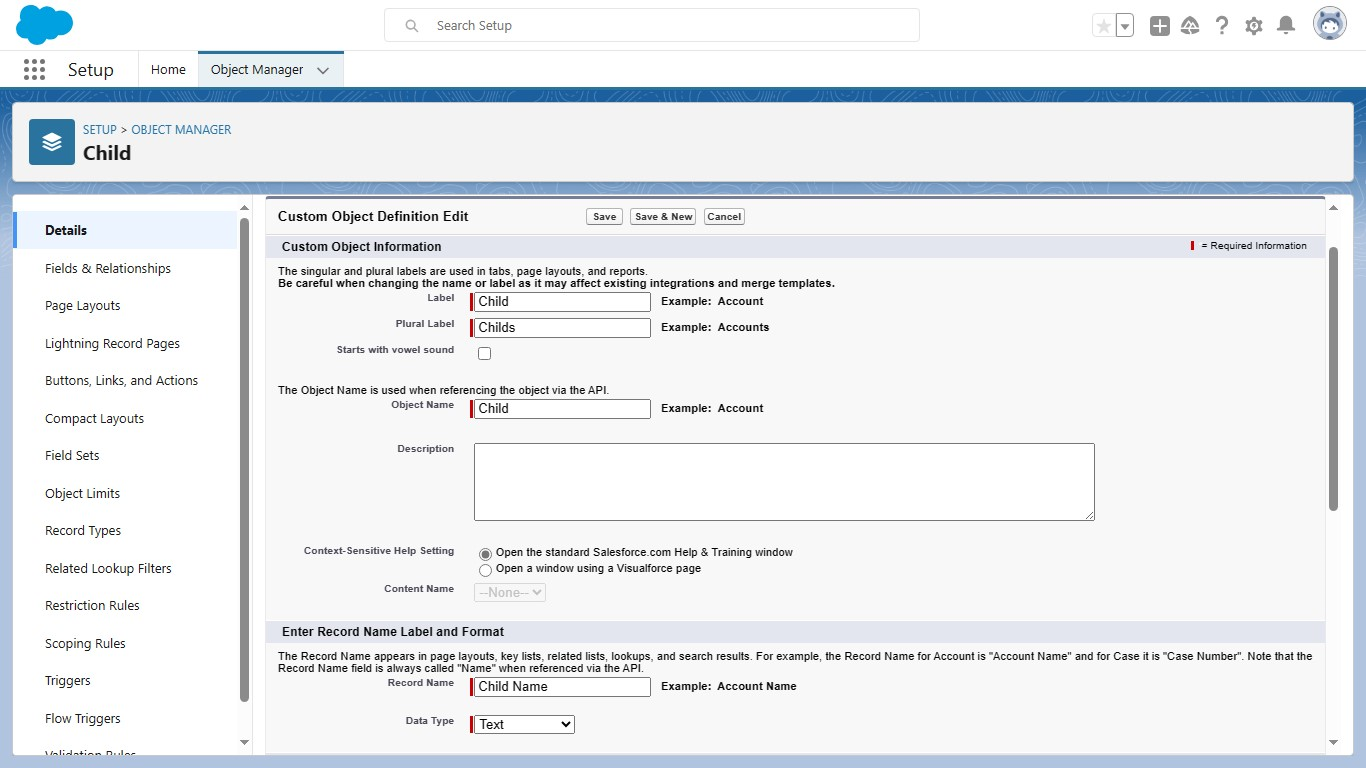 Search Setup
Setup
Home
Object Manager
SETUP > OBJECT MANAGER
Child
Details
Fields & Relationships
Page Layouts
Lightning Record Pages
Buttons, Links, and Actions
Compact Layouts
Field Sets
Object Limits
Record Types
Related Lookup Filters
Restriction Rules
Scoping Rules
Triggers
Flow Triggers
Validation Rules
Custom Object Definition Edit
Save
Save & New
Cancel
Custom Object Information
= Required Information
The singular and plural labels are used in tabs, page layouts, and reports.
Be careful when changing the name or label as it may affect existing integrations and merge templates.
Label
Child
Example: Account
Plural Label
Childs
Example: Accounts
Starts with vowel sound
The Object Name is used when referencing the object via the API.
Object Name
Child
Example: Account
Description
Context-Sensitive Help Setting
Open the standard Salesforce.com Help & Training window
Open a window using a Visualforce page
Content Name
--None--
Enter Record Name Label and Format
The Record Name appears in page layouts, key lists, related lists, lookups, and search results. For example, the Record Name for Account is "Account Name" and for Case it is "Case Number". Note that the
Record Name field is always called "Name" when referenced via the API.
Record Name
Child Name
Example: Account Name
Data Type
Text